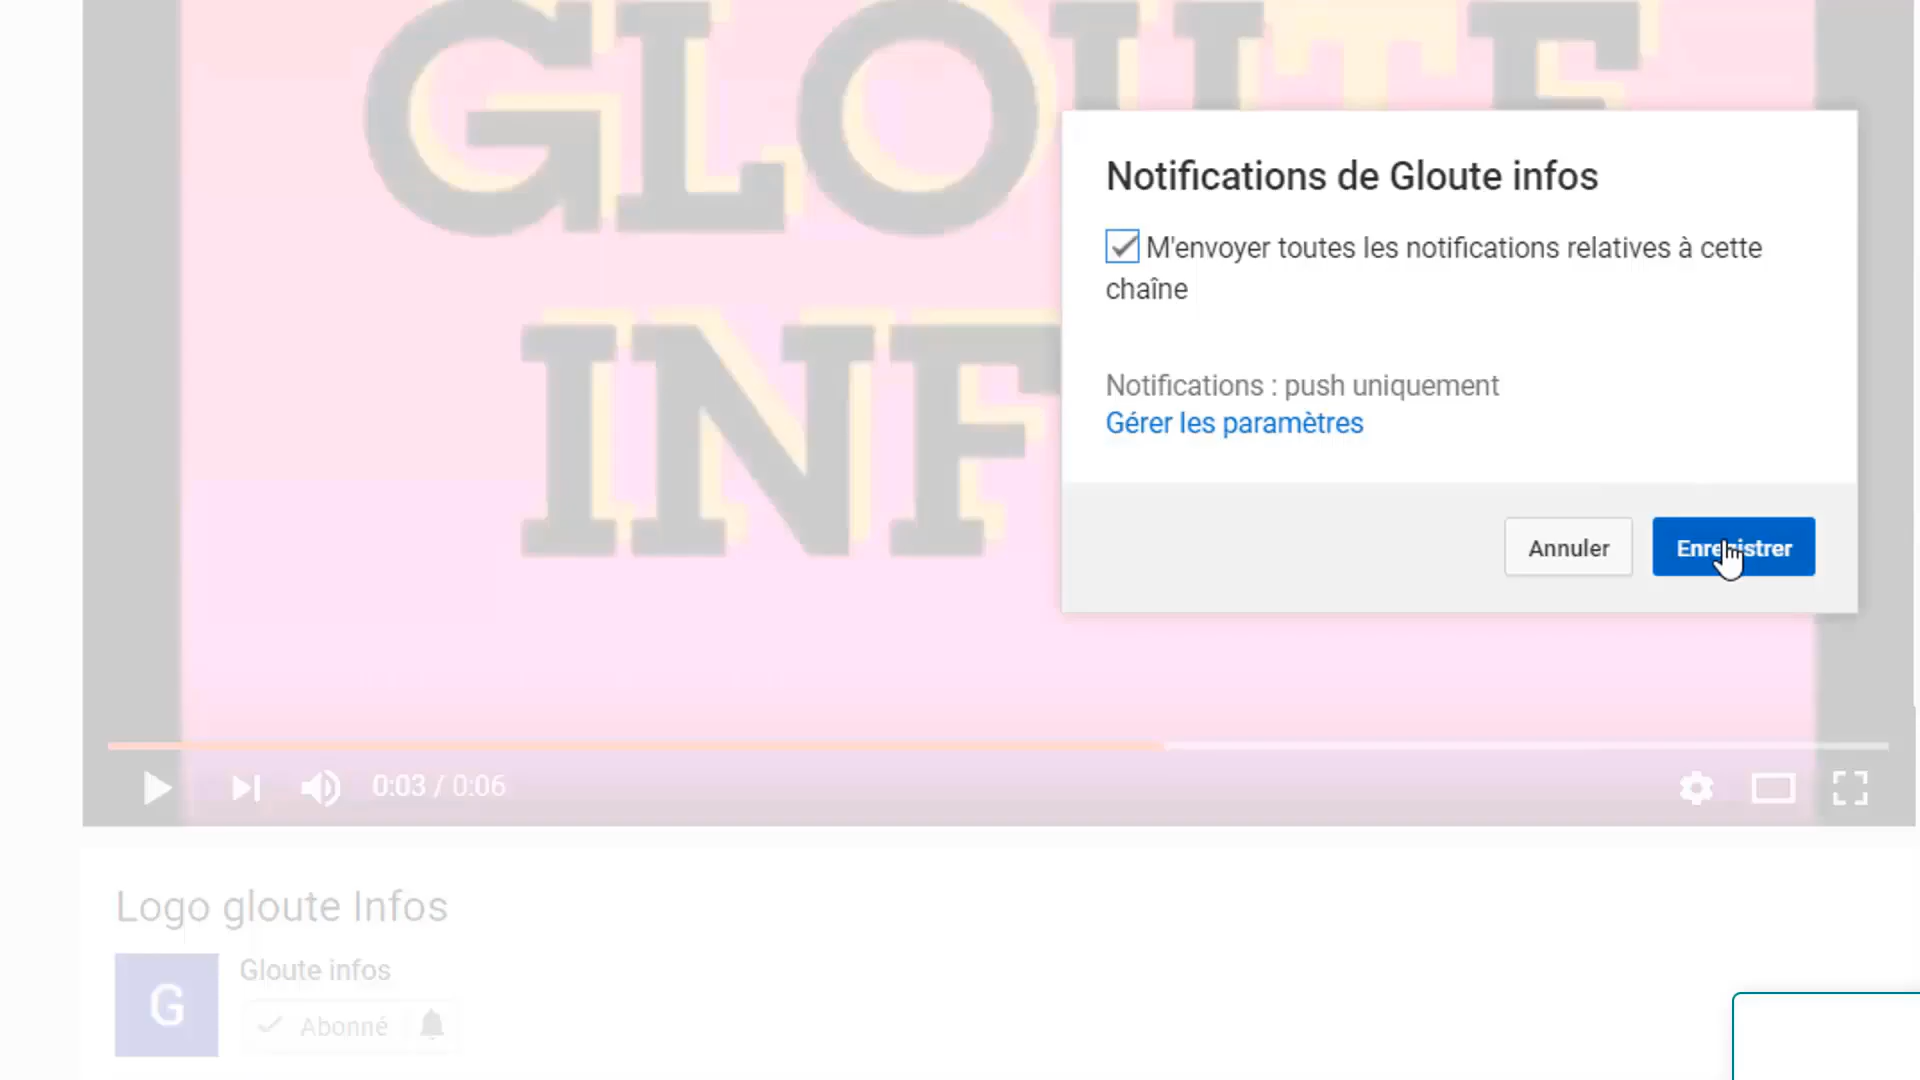 GLOUTE
INF
Notifications de Gloute infos
M'envoyer toutes les notifications relatives à cette
chaîne
Notifications : push uniquement
Gérer les paramètres
Annuler
Enregistrer
0:03 / 0:06
Logo gloute Infos
G
Gloute infos
Abonné